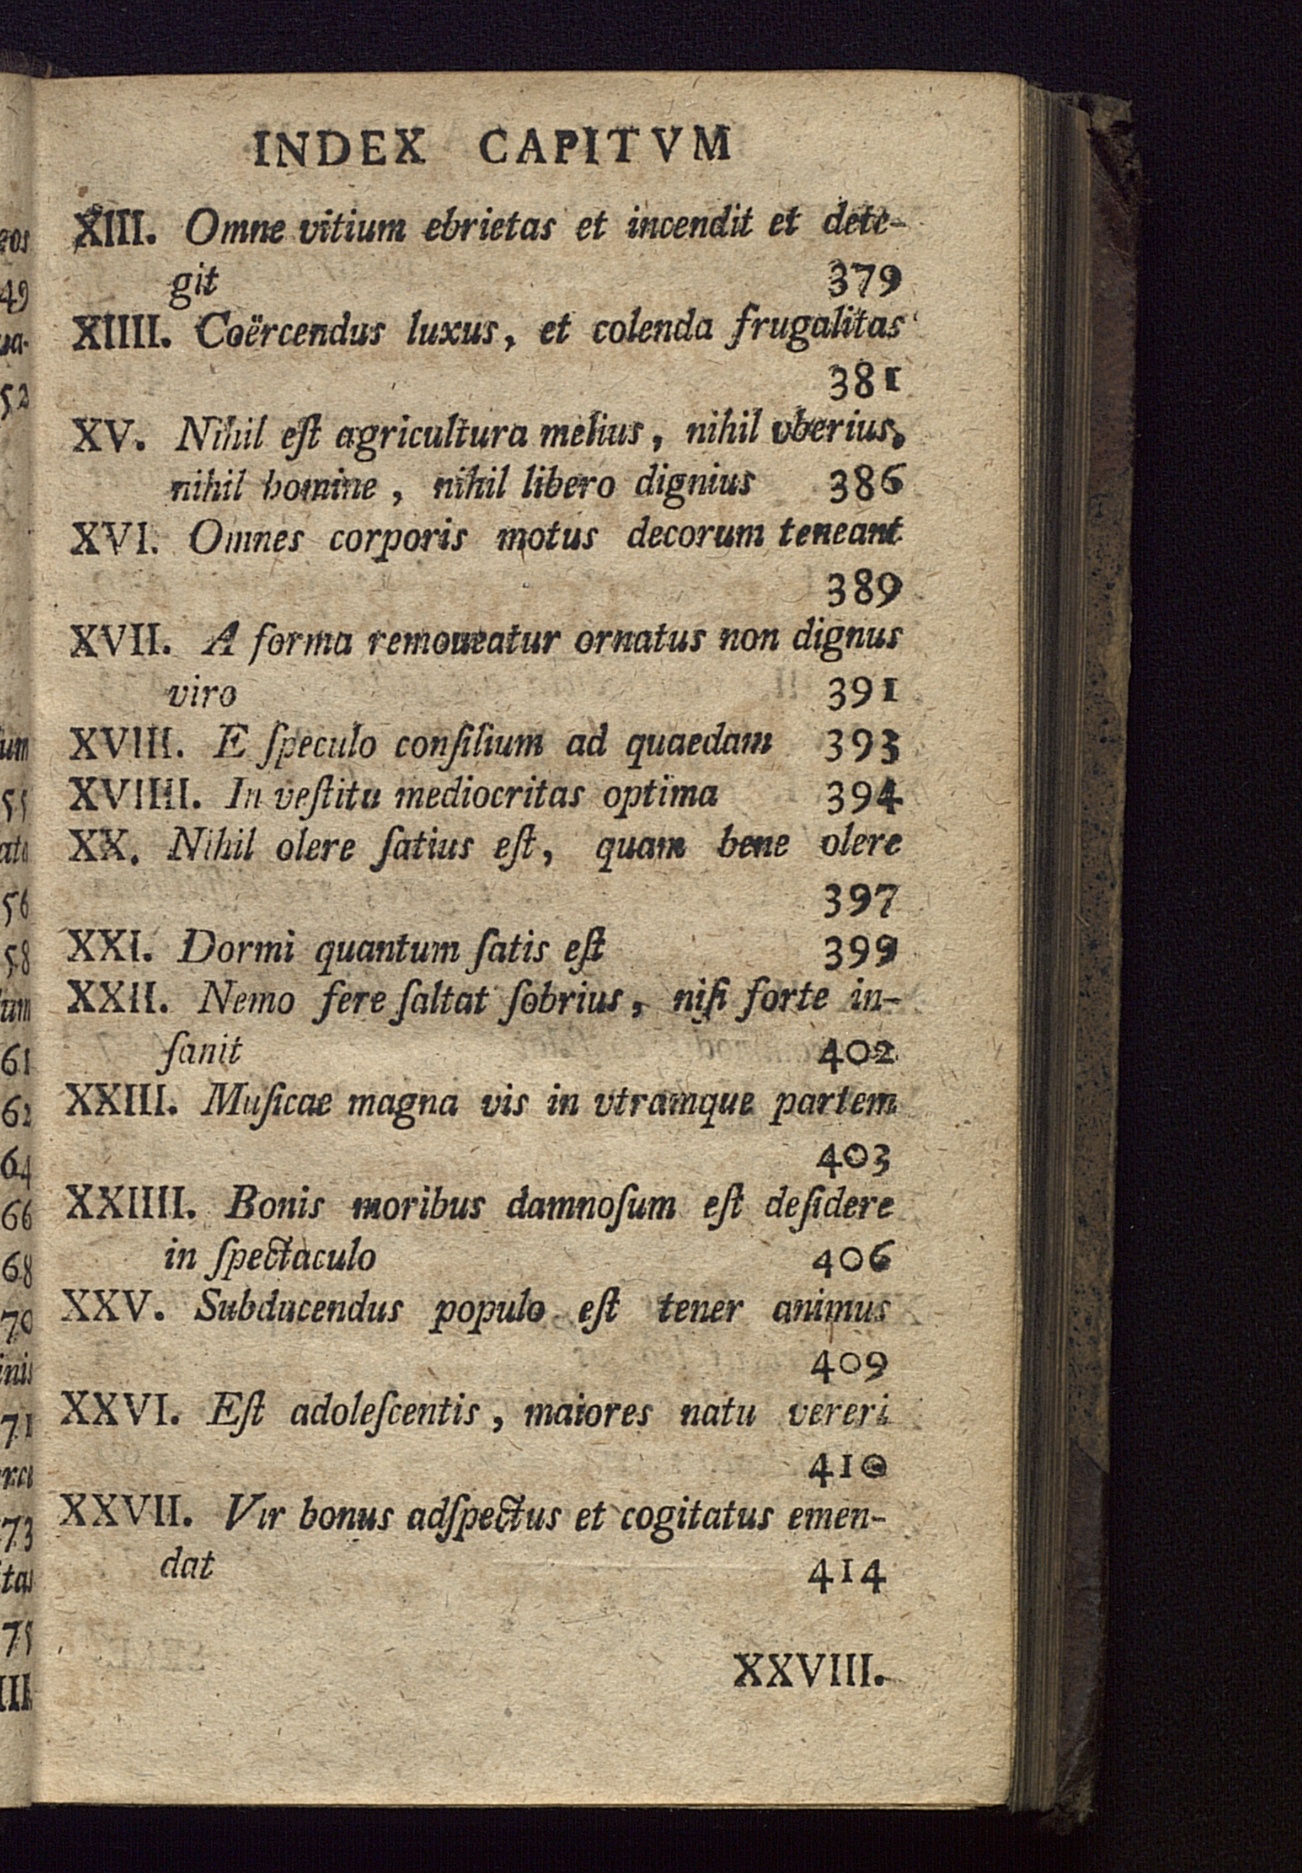 INDEX CAPITVM
XIII. Omne vitium ebrietas et incendit et dete-
git 379
XIIII. Coërcendus luxus, et colenda frugalitas
381
XV. Nihil eſt agricultura melius, nihil vberius,
nihil homine, nihil libero dignius 386
XVI. Omnes corporis motus decorum teneant
389
XVII. A forma remoueatur ornatus non dignus
viro 391
XVIII. E ſpeculo conſilium ad quaedam 393
XVIIII. In veſtitu mediocritas optima 394
XX. Nihil olere ſatius eſt, quam bene olere
397
XXI. Dormi quantum ſatis eſt 399
XXII. Nemo fere ſaltat ſobrius, niſi forte in-
ſanit 402
XXIII. Muſicae magna vis in vtramque partem
403
XXIIII. Bonis moribus damnoſum eſt deſidere
in ſpectaculo 406
XXV. Subducendus populo eſt tener animus
409
XXVI. Eſt adoleſcentis, maiores natu vereri
410
XXVII. Vir bonus adſpectus et cogitatus emen-
dat 414
XXVIII.